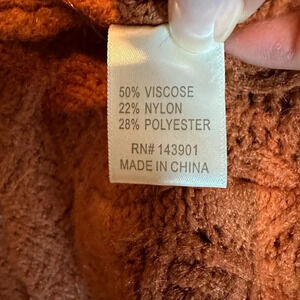 50% VISCOSE
22% NYLON
28% POLYESTER
RN# 143901
MADE IN CHINA